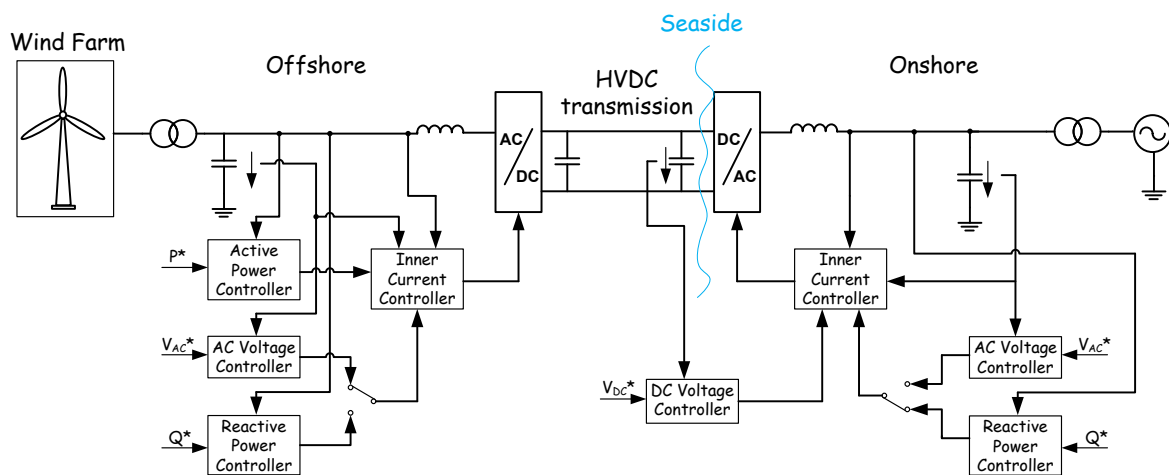 Seaside
Wind Farm
Offshore
HVDC
transmission
Onshore
AC
DC
DC
AC
P*
Active
Power
Controller
Inner
Current
Controller
Inner
Current
Controller
VAC*
AC Voltage
Controller
AC Voltage
Controller
VAC*
VDC*
DC Voltage
Controller
Q*
Reactive
Power
Controller
Reactive
Power
Controller
Q*